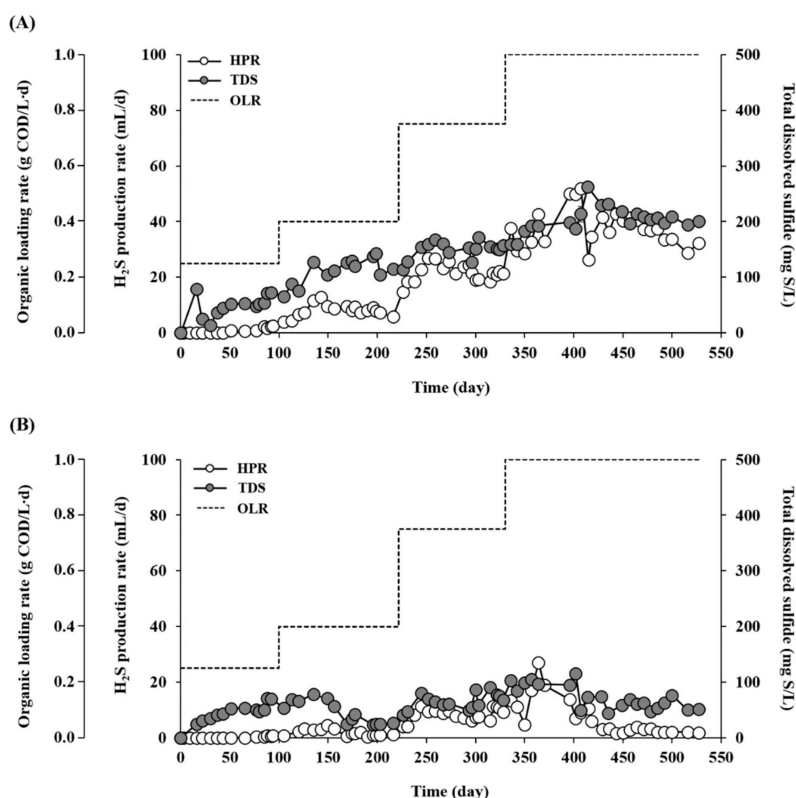 (A)
Organic loading rate (g COD/L·d)
1.0
0.8
0.6
0.4
0.2
0.0
H₂S production rate (mL/d)
100
80
60
40
20
0
HPR
TDS
OLR
500
400
300
200
100
0
Total dissolved sulfide
(mg S/L)
0 50 100 150 200 250 300 350 400 450 500 550
Time (day)
(B)
Organic loading rate (g COD/L·d)
1.0
0.8
0.6
0.4
0.2
0.0
H₂S production rate (mL/d)
100
80
60
40
20
0
HPR
TDS
OLR
500
400
300
200
100
0
Total dissolved sulfide
(mg S/L)
0 50 100 150 200 250 300 350 400 450 500 550
Time (day)